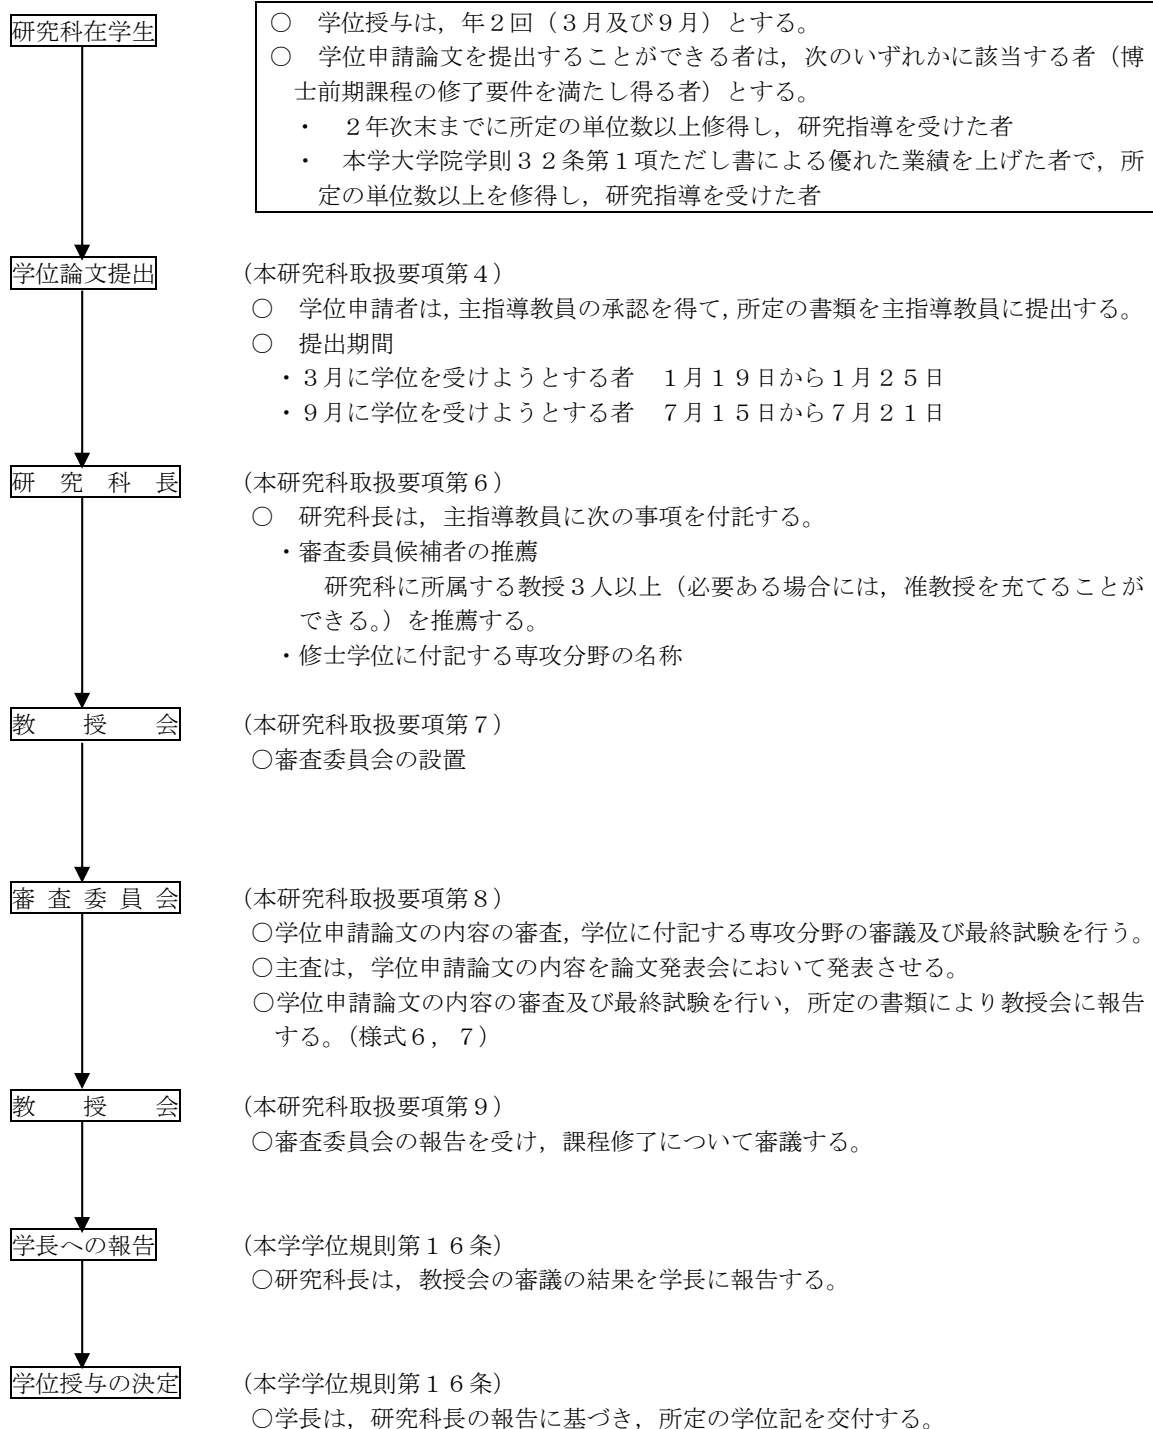 研究科在学生
○　学位授与は，年２回（３月及び９月）とする。
○　学位申請論文を提出することができる者は，次のいずれかに該当する者（博
士前期課程の修了要件を満たし得る者）とする。
・　２年次末までに所定の単位数以上修得し，研究指導を受けた者
・　本学大学院学則３２条第１項ただし書による優れた業績を上げた者で，所
定の単位数以上を修得し，研究指導を受けた者
学位論文提出
（本研究科取扱要項第４）
○　学位申請者は，主指導教員の承認を得て，所定の書類を主指導教員に提出する。
○　提出期間
・３月に学位を受けようとする者　１月１９日から１月２５日
・９月に学位を受けようとする者　７月１５日から７月２１日
研　究　科　長
（本研究科取扱要項第６）
○　研究科長は，主指導教員に次の事項を付託する。
・審査委員候補者の推薦
研究科に所属する教授３人以上（必要ある場合には，准教授を充てることが
できる。）を推薦する。
・修士学位に付記する専攻分野の名称
教　　授　　会
（本研究科取扱要項第７）
○審査委員会の設置
審 査 委 員 会
（本研究科取扱要項第８）
○学位申請論文の内容の審査，学位に付記する専攻分野の審議及び最終試験を行う。
○主査は，学位申請論文の内容を論文発表会において発表させる。
○学位申請論文の内容の審査及び最終試験を行い，所定の書類により教授会に報告
する。（様式６，７）
教　　授　　会
（本研究科取扱要項第９）
○審査委員会の報告を受け，課程修了について審議する。
学長への報告
（本学学位規則第１６条）
○研究科長は，教授会の審議の結果を学長に報告する。
学位授与の決定
（本学学位規則第１６条）
○学長は，研究科長の報告に基づき，所定の学位記を交付する。